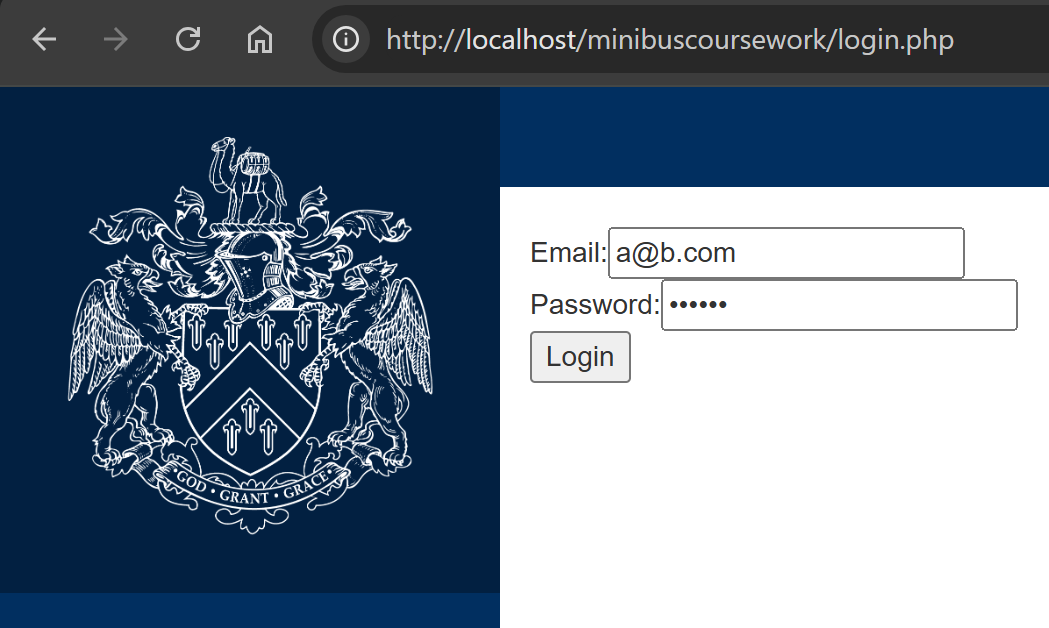 http://localhost/minibuscoursework/login.php
GOD • GRANT • GRACE
Email: a@b.com
Password: ••••••
Login